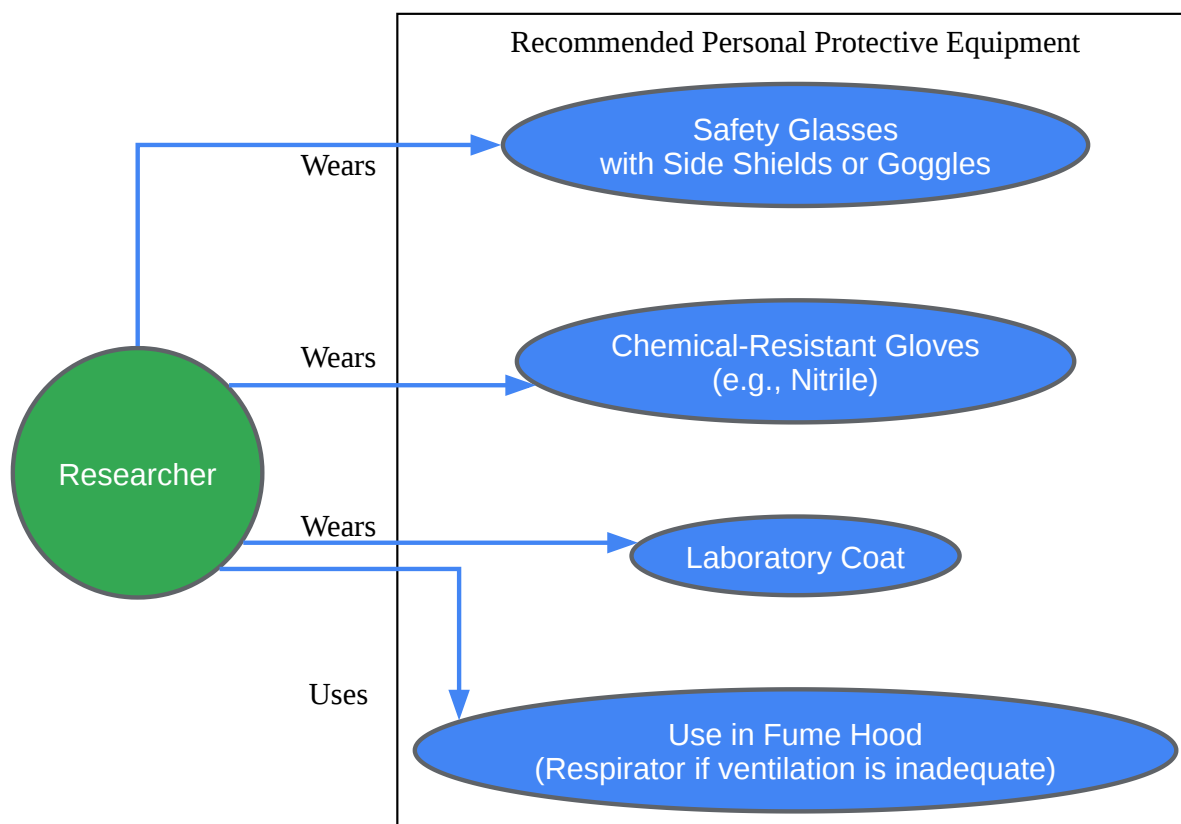 Recommended Personal Protective Equipment
Safety Glasses
with Side Shields or Goggles
Wears
Chemical-Resistant Gloves
(e.g., Nitrile)
Wears
Researcher
Wears
Laboratory Coat
Uses
Use in Fume Hood
(Respirator if ventilation is inadequate)